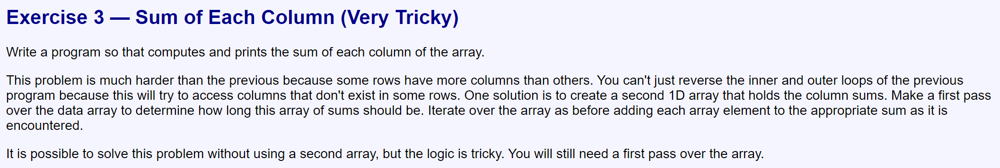 Exercise 3 — Sum of Each Column (Very Tricky)
Write a program so that computes and prints the sum of each column of the array.
This problem is much harder than the previous because some rows have more columns than others. You can't just reverse the inner and outer loops of the previous
program because this will try to access columns that don't exist in some rows. One solution is to create a second 1D array that holds the column sums. Make a first pass
over the data array to determine how long this array of sums should be. Iterate over the array as before adding each array element to the appropriate sum as it is
encountered.
It is possible to solve this problem without using a second array, but the logic is tricky. You will still need a first pass over the array.